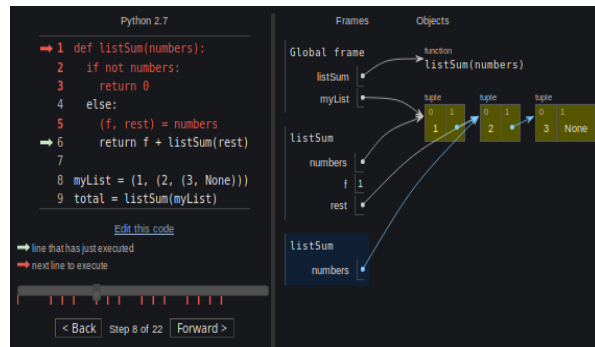 Python 2.7
1 def listSum(numbers):
2 if not numbers:
3 return 0
4 else:
5 (f, rest) = numbers
6 return f + listSum(rest)
7
8 myList = (1, (2, (3, None)))
9 total = listSum(myList)
Edit this code
line that has just executed
next line to execute
< Back Step 8 of 22 Forward >
Frames Objects
Global frame
listSum
myList
function
listSum(numbers)
tuple tuple tuple
0 1 0 1 0 1
1 2 3 None
listSum
numbers
f 1
rest
listSum
numbers